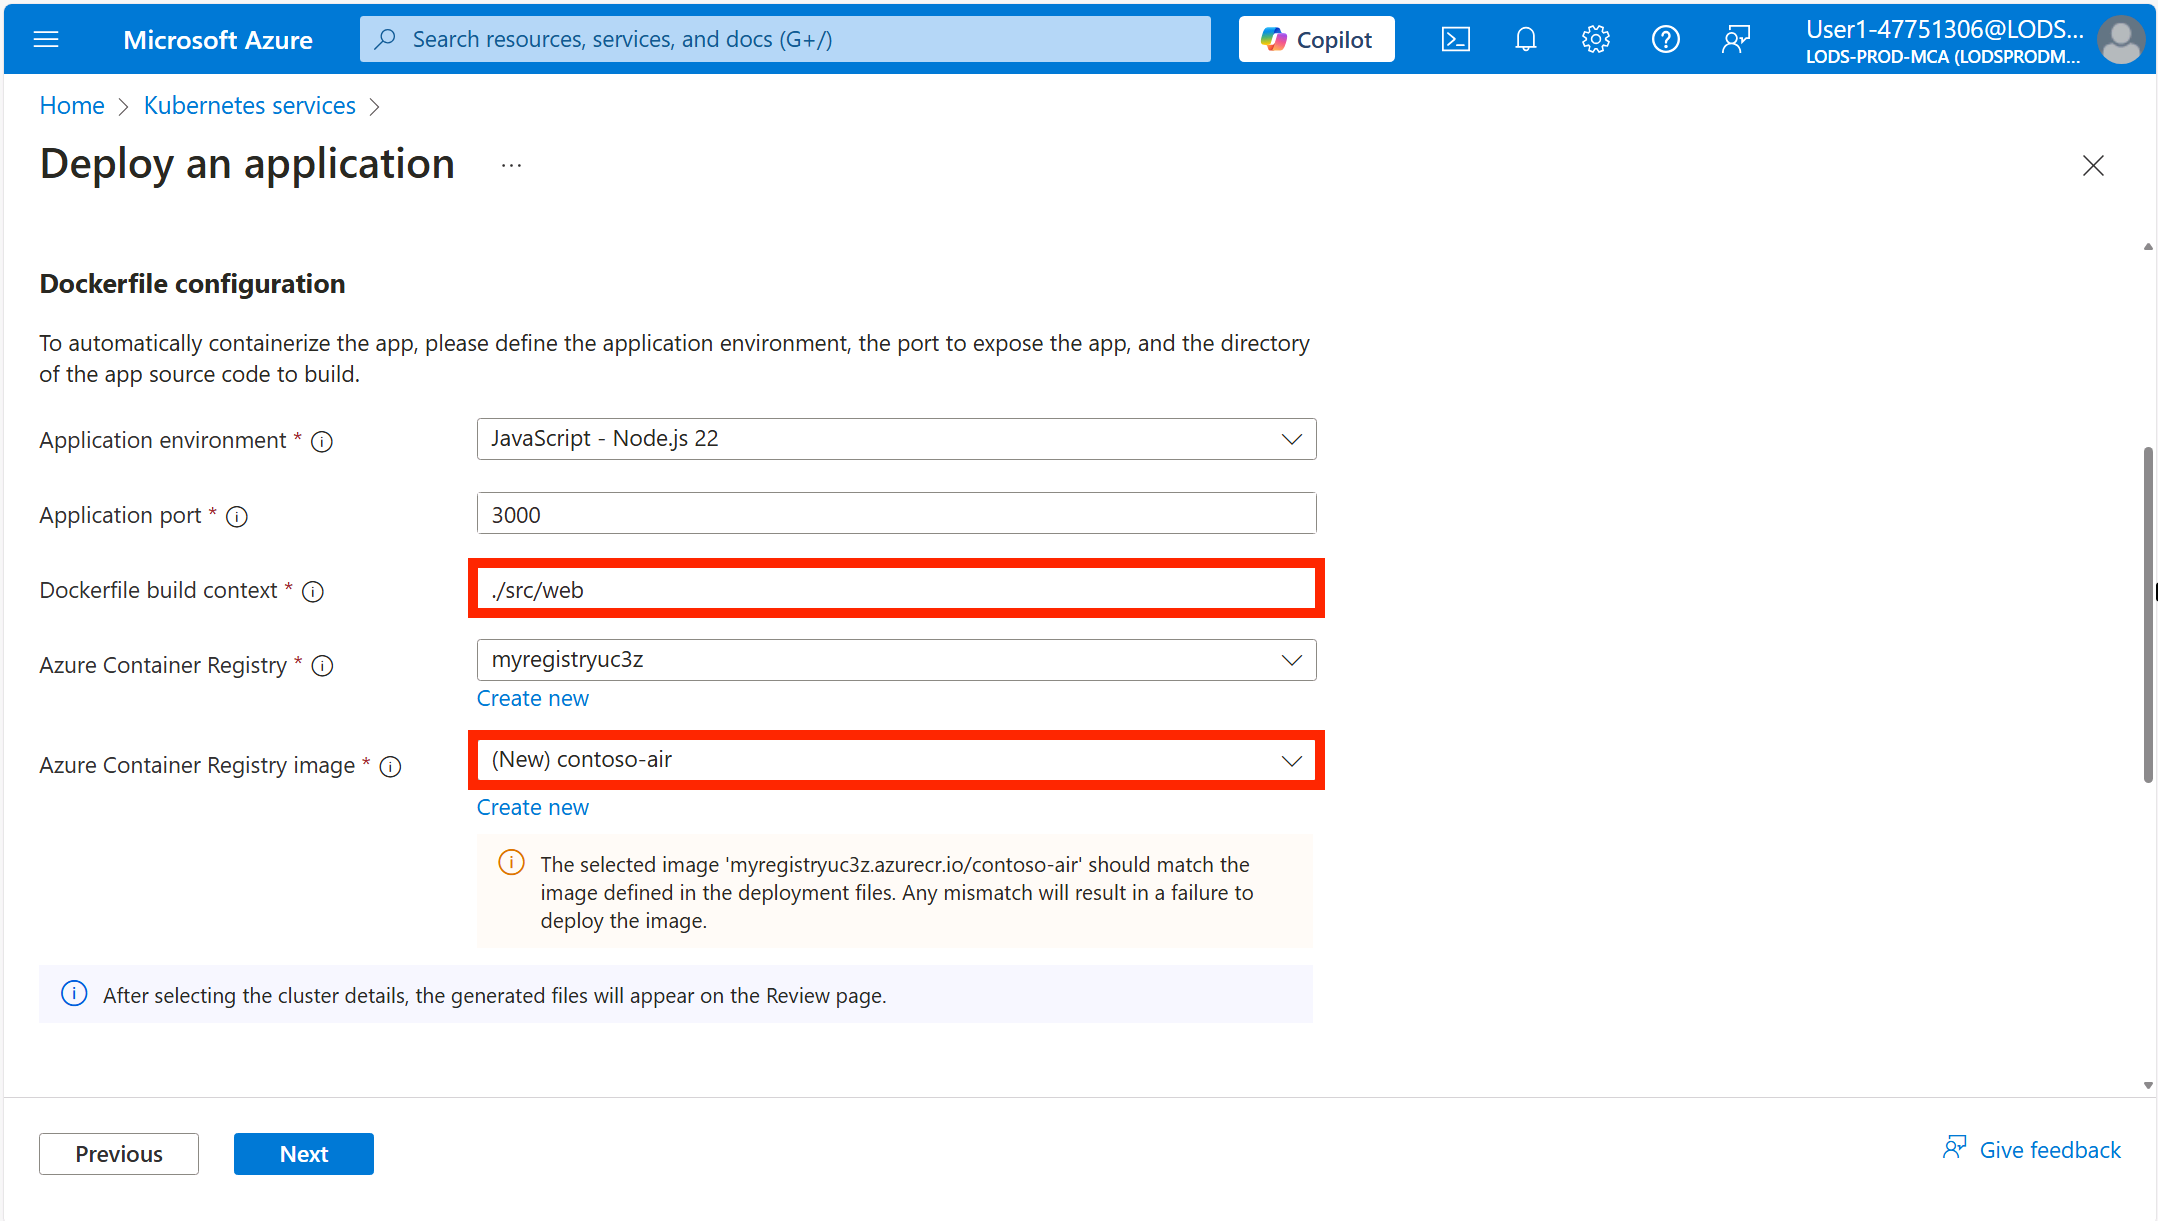 Microsoft Azure
Search resources, services, and docs (G+/)
Copilot
User1-47751306@LODS...
LODS-PROD-MCA (LODSPRODM...
Home > Kubernetes services >
Deploy an application ...
Dockerfile configuration
To automatically containerize the app, please define the application environment, the port to expose the app, and the directory
of the app source code to build.
Application environment *
JavaScript - Node.js 22
Application port *
3000
Dockerfile build context *
./src/web
Azure Container Registry *
myregistryuc3z
Create new
Azure Container Registry image *
(New) contoso-air
Create new
The selected image 'myregistryuc3z.azurecr.io/contoso-air' should match the
image defined in the deployment files. Any mismatch will result in a failure to
deploy the image.
After selecting the cluster details, the generated files will appear on the Review page.
Previous
Next
Give feedback